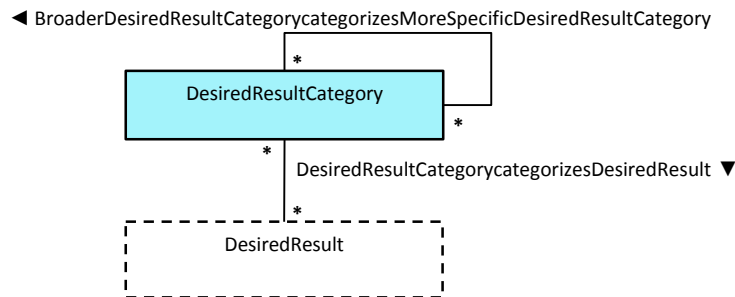 ◄ BroaderDesiredResultCategorycategorizesMoreSpecificDesiredResultCategory
*
DesiredResultCategory
*
*
DesiredResultCategorycategorizesDesiredResult ▼
*
DesiredResult